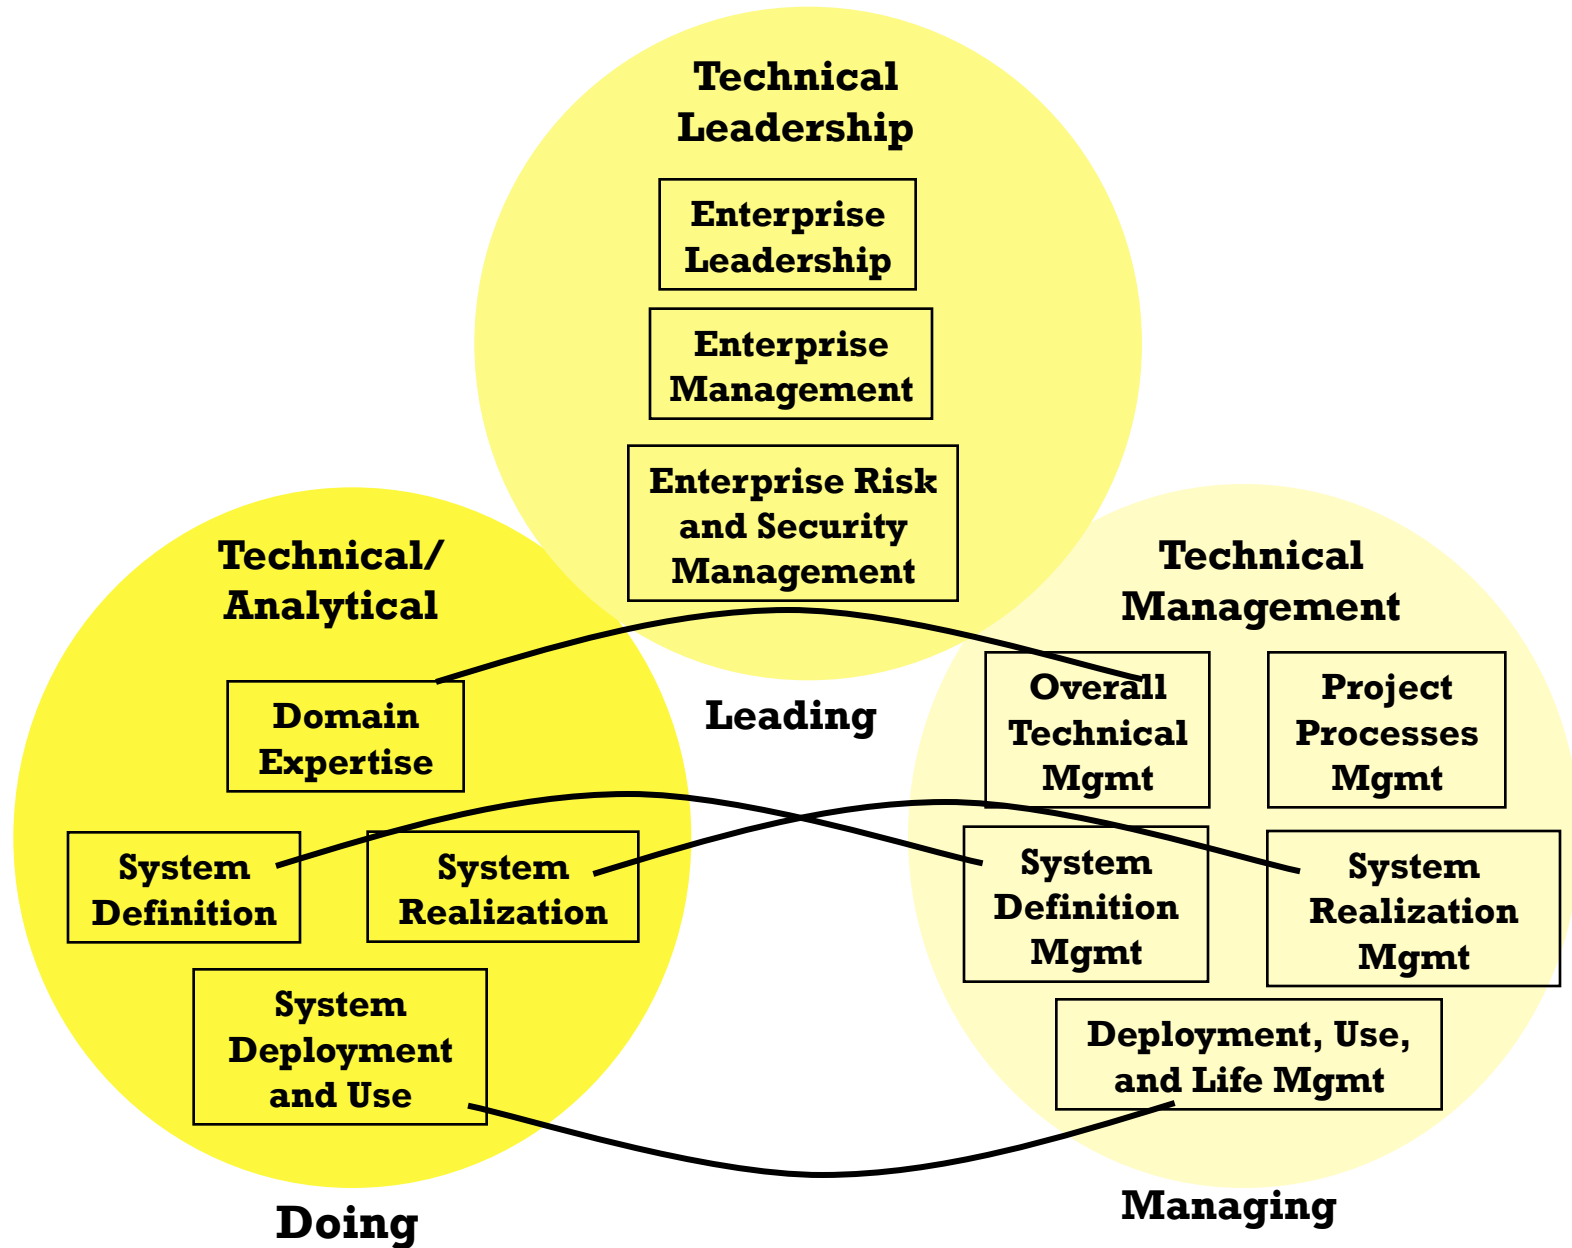 Technical
Leadership
Enterprise
Leadership
Enterprise
Management
Enterprise Risk
and Security
Management
Leading
Technical/
Analytical
Domain
Expertise
System
Definition
System
Realization
System
Deployment
and Use
Doing
Technical
Management
Overall
Technical
Mgmt
Project
Processes
Mgmt
System
Definition
Mgmt
System
Realization
Mgmt
Deployment, Use,
and Life Mgmt
Managing